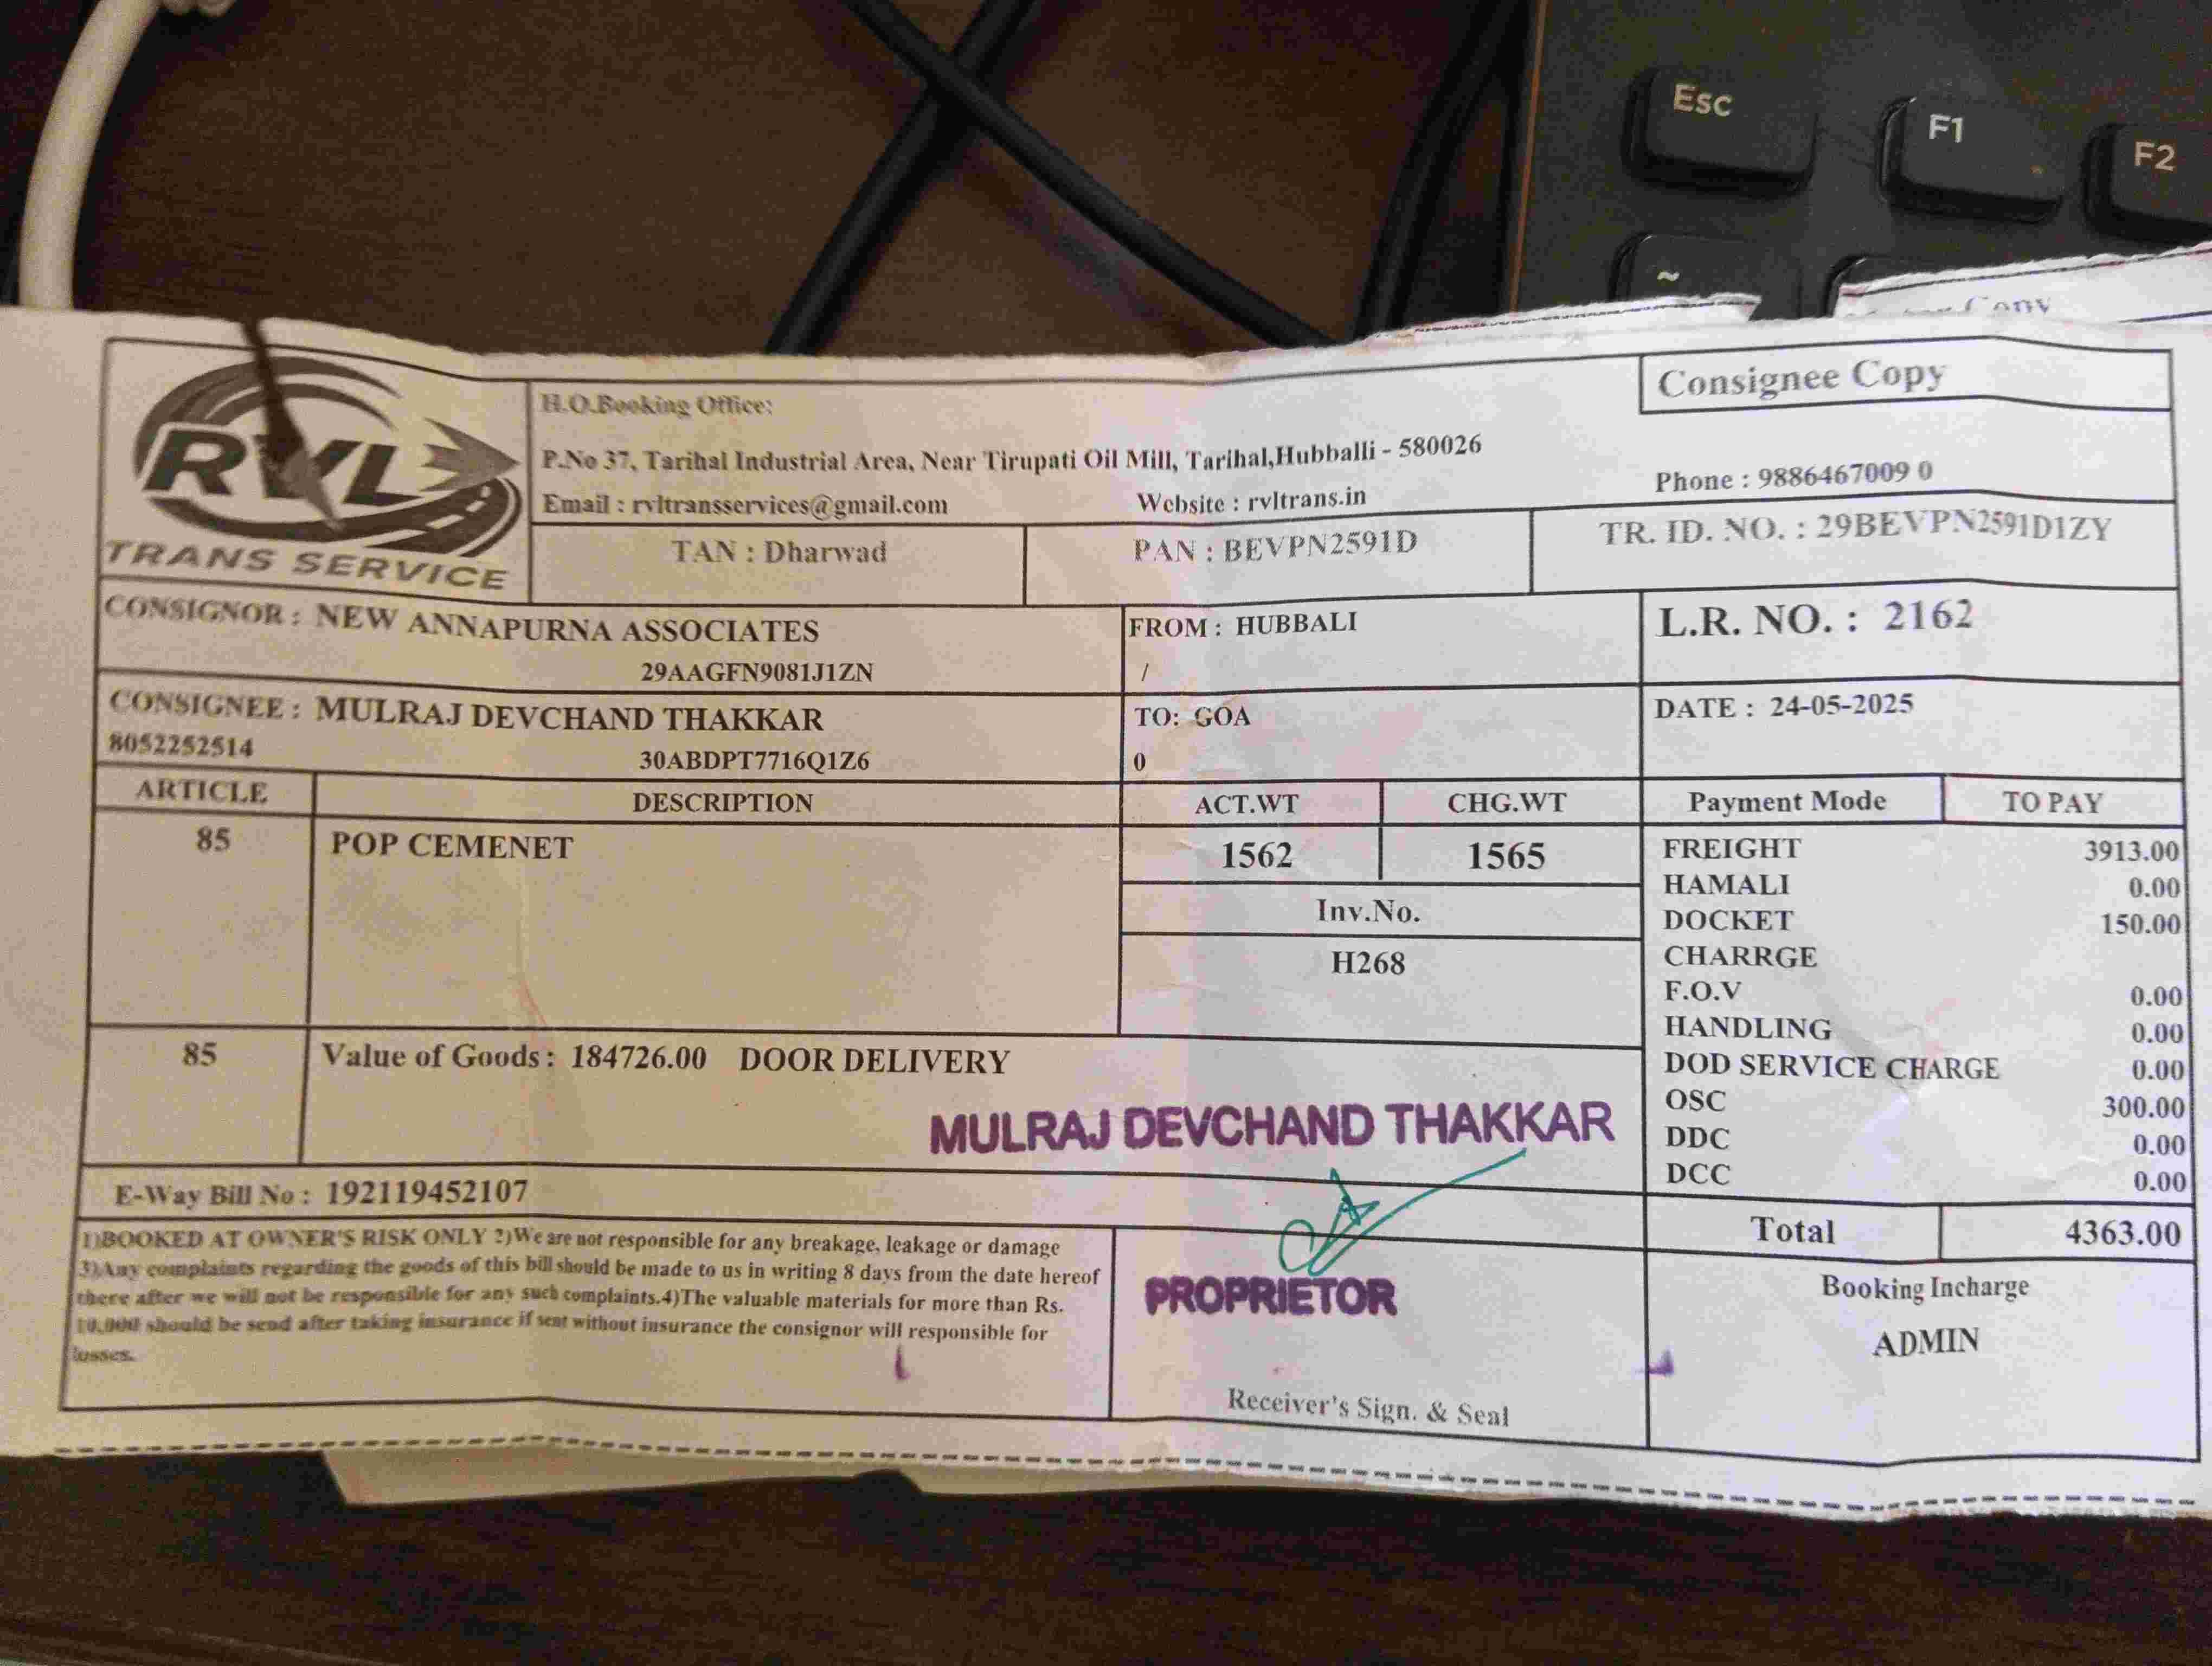 Esc
F1
F2
~
Copy
Consignee Copy
RVL
TRANS SERVICE
H.O.Booking Office:
P.No 37, Tarihal Industrial Area, Near Tirupati Oil Mill, Tarihal,Hubballi - 580026
Phone : 9886467009 0
Email : rvltransservices@gmail.com Website : rvltrans.in
TAN : Dharwad PAN : BEVPN2591D TR. ID. NO. : 29BEVPN2591D1ZY
CONSIGNOR : NEW ANNAPURNA ASSOCIATES
29AAGFN9081J1ZN
FROM : HUBBALI
/
L.R. NO. : 2162
CONSIGNEE : MULRAJ DEVCHAND THAKKAR
8052252514 30ABDPT7716Q1Z6
TO: GOA
0
DATE : 24-05-2025
ARTICLE DESCRIPTION ACT.WT CHG.WT Payment Mode TO PAY
85 POP CEMENET 1562 1565
Inv.No.
H268
FREIGHT 3913.00
HAMALI 0.00
DOCKET 150.00
CHARRGE
F.O.V 0.00
HANDLING 0.00
DOD SERVICE CHARGE 0.00
OSC 300.00
DDC 0.00
DCC 0.00
85 Value of Goods : 184726.00 DOOR DELIVERY
MULRAJ DEVCHAND THAKKAR
E-Way Bill No : 192119452107
Total 4363.00
1)BOOKED AT OWNER'S RISK ONLY 2)We are not responsible for any breakage, leakage or damage
3)Any complaints regarding the goods of this bill should be made to us in writing 8 days from the date hereof
there after we will not be responsible for any such complaints.4)The valuable materials for more than Rs.
10,000 should be send after taking insurance if sent without insurance the consignor will responsible for
losses.
PROPRIETOR
Receiver's Sign. & Seal
Booking Incharge
ADMIN